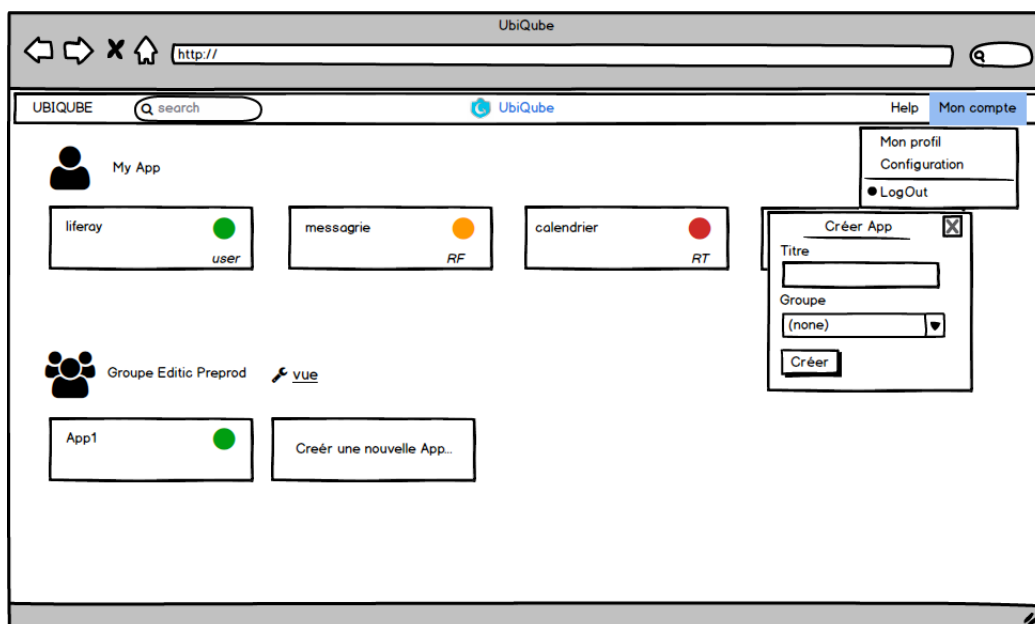 UbiQube
http://
UBIQUBE
search
UbiQube
Help
Mon compte
Mon profil
Configuration
LogOut
My App
liferay
user
messagrie
RF
calendrier
RT
Créer App
Titre
Groupe
(none)
Créer
Groupe Editic Preprod
vue
App1
Creér une nouvelle App...